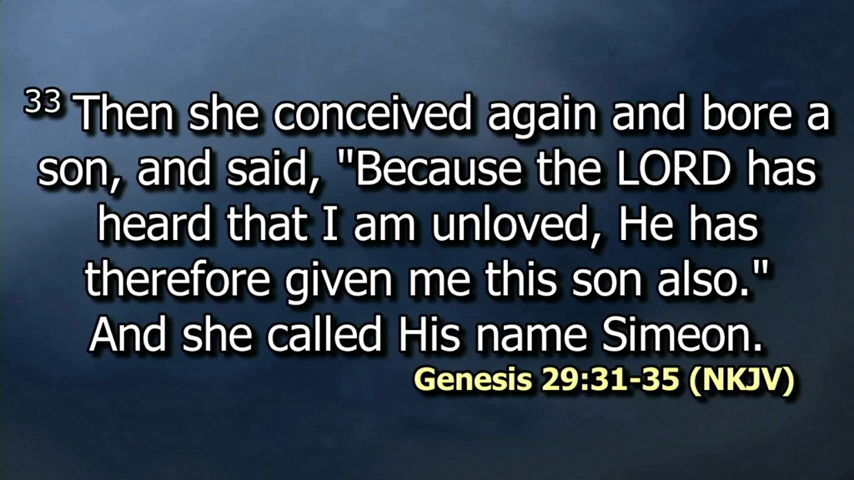 33 Then she conceived again and bore a
son, and said, "Because the LORD has
heard that I am unloved, He has
therefore given me this son also."
And she called His name Simeon.
Genesis 29:31-35 (NKJV)